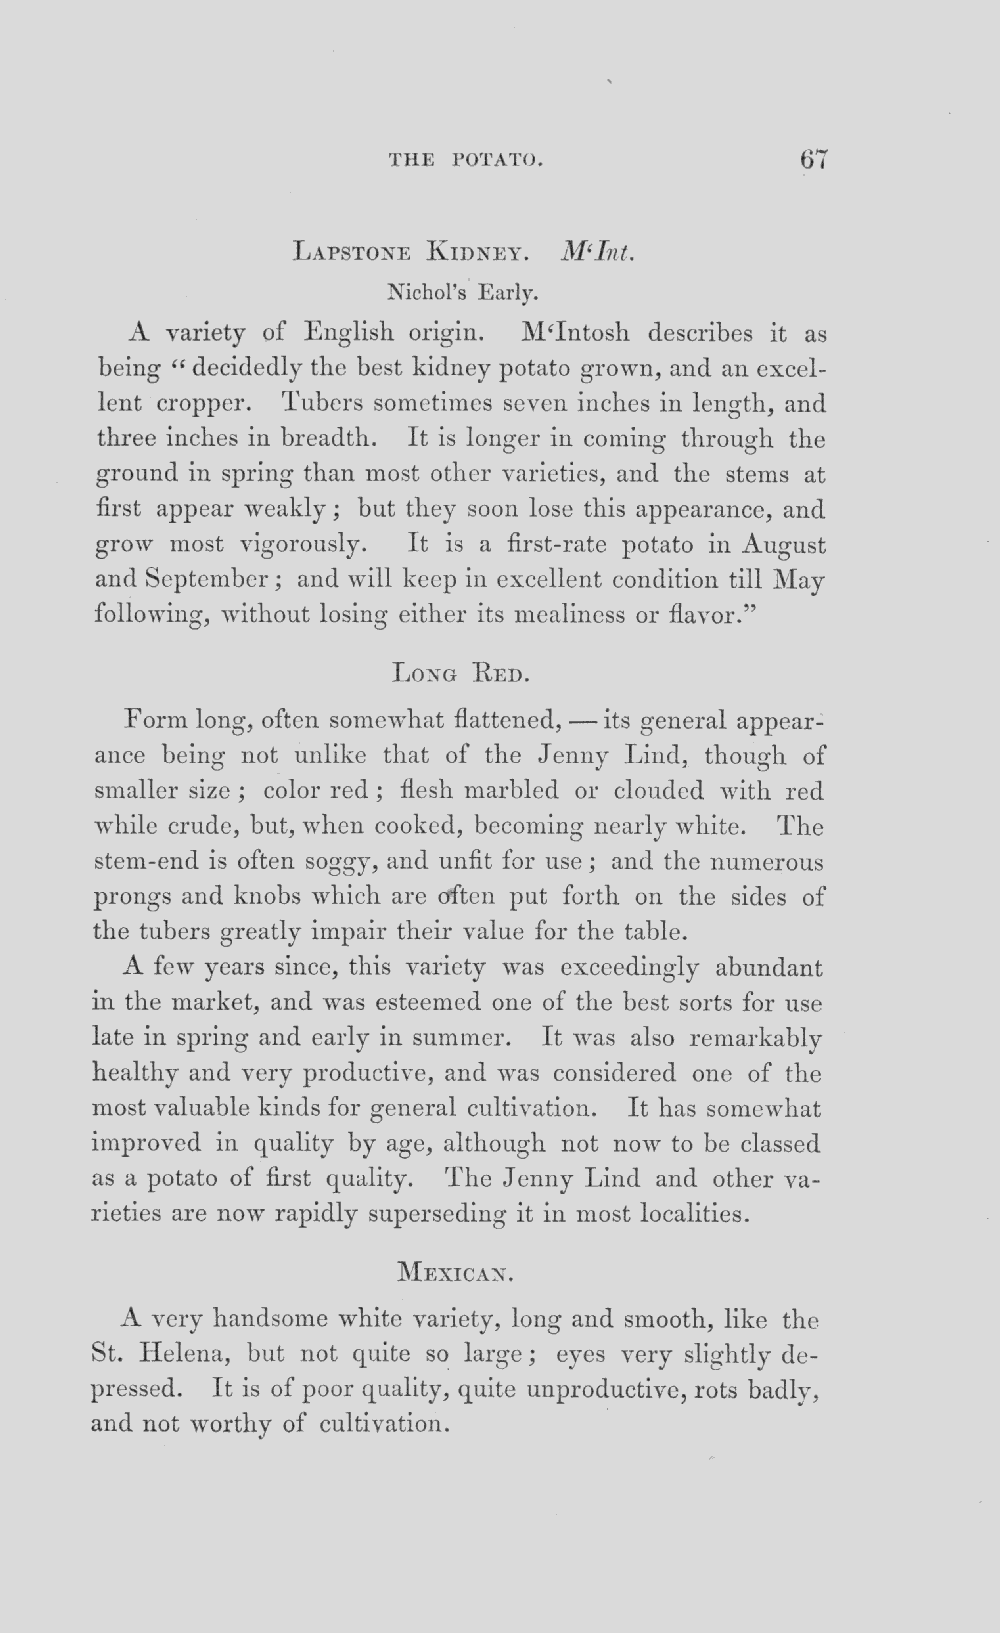 THE POTATO. 67
LAPSTONE KIDNEY. M‘Int.
Nichol's Early.
A variety of English origin. M‘Intosh describes it as
being “ decidedly the best kidney potato grown, and an excel-
lent cropper. Tubers sometimes seven inches in length, and
three inches in breadth. It is longer in coming through the
ground in spring than most other varieties, and the stems at
first appear weakly ; but they soon lose this appearance, and
grow most vigorously. It is a first-rate potato in August
and September ; and will keep in excellent condition till May
following, without losing either its mealiness or flavor.”
LONG RED.
Form long, often somewhat flattened, — its general appear-
ance being not unlike that of the Jenny Lind, though of
smaller size ; color red ; flesh marbled or clouded with red
while crude, but, when cooked, becoming nearly white. The
stem-end is often soggy, and unfit for use ; and the numerous
prongs and knobs which are often put forth on the sides of
the tubers greatly impair their value for the table.
A few years since, this variety was exceedingly abundant
in the market, and was esteemed one of the best sorts for use
late in spring and early in summer. It was also remarkably
healthy and very productive, and was considered one of the
most valuable kinds for general cultivation. It has somewhat
improved in quality by age, although not now to be classed
as a potato of first quality. The Jenny Lind and other va-
rieties are now rapidly superseding it in most localities.
MEXICAN.
A very handsome white variety, long and smooth, like the
St. Helena, but not quite so large ; eyes very slightly de-
pressed. It is of poor quality, quite unproductive, rots badly,
and not worthy of cultivation.